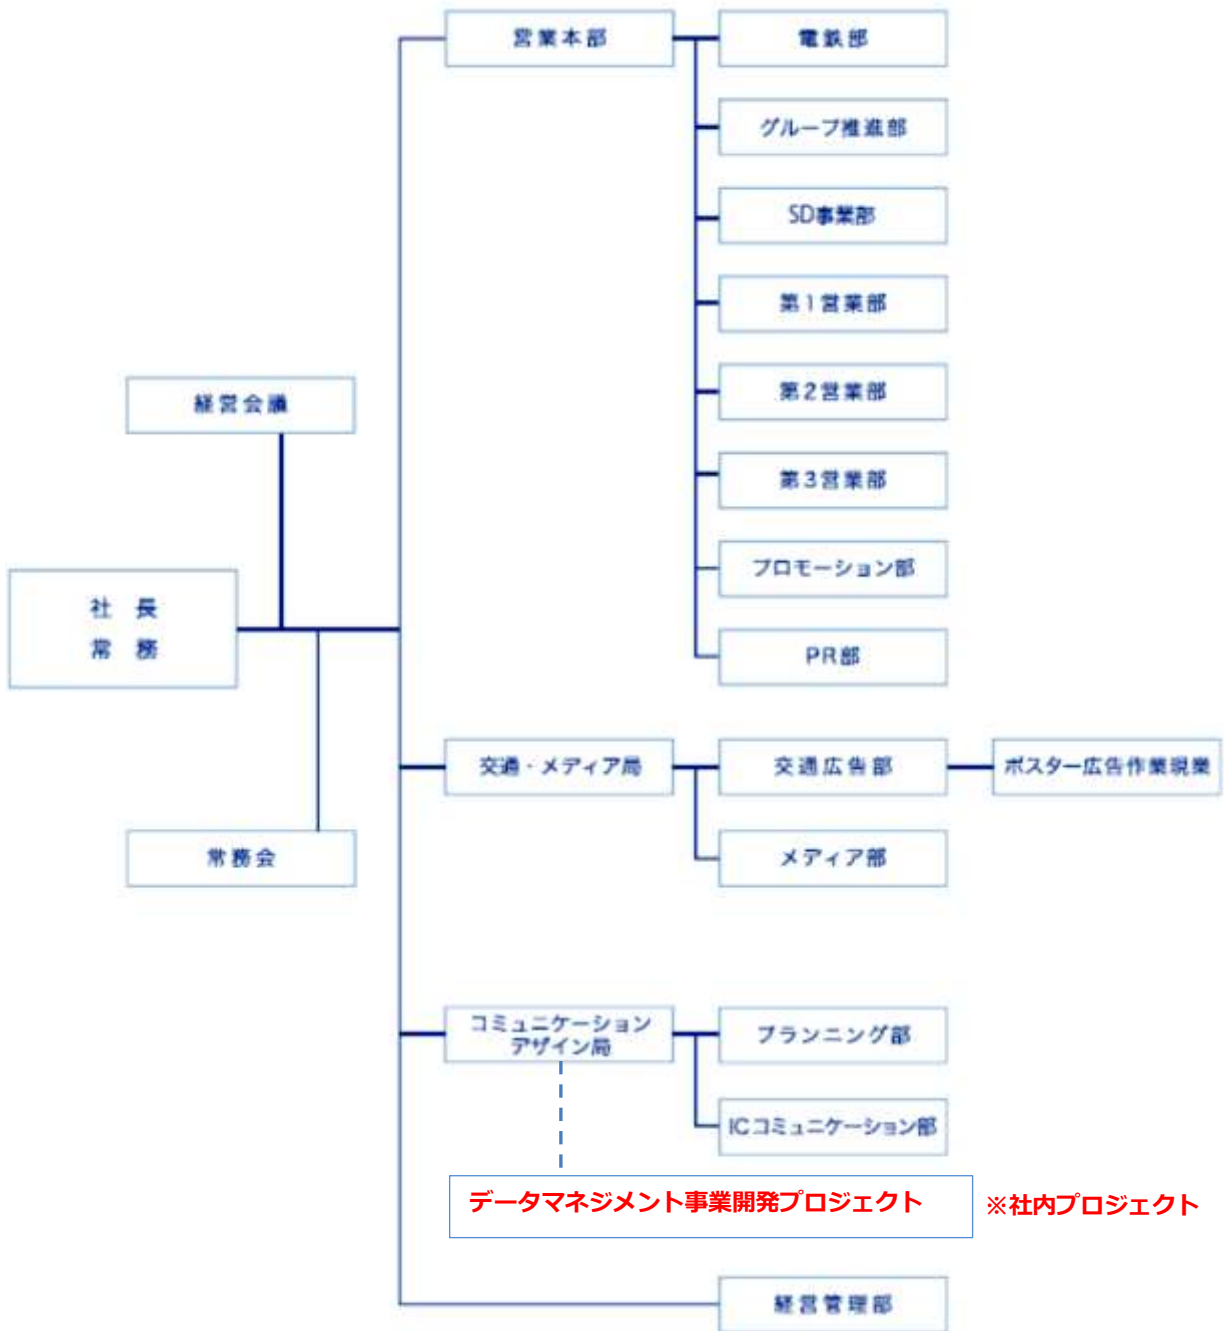 営業本部
電鉄部
グループ推進部
SD事業部
第1営業部
第2営業部
第3営業部
プロモーション部
PR部
経営会議
社 長
常 務
常務会
交通・メディア局
交通広告部
ポスター広告作業現業
メディア部
コミュニケーション
デザイン局
プランニング部
ICコミュニケーション部
データマネジメント事業開発プロジェクト
※社内プロジェクト
経営管理部